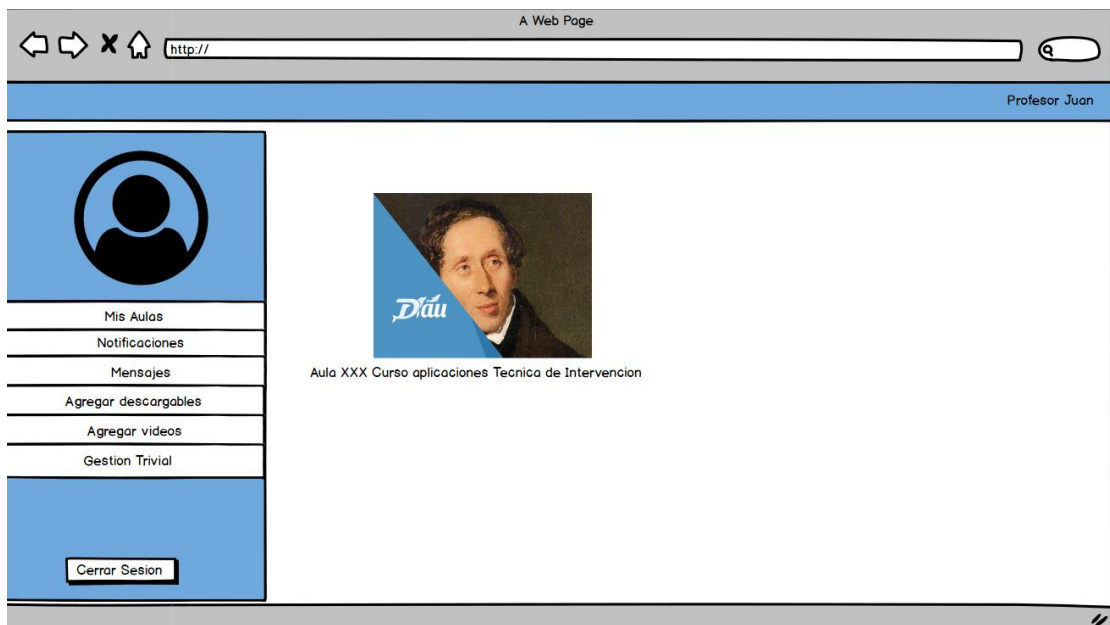 A Web Page
http://
Profesor Juan
Mis Aulas
Notificaciones
Mensajes
Agregar descargables
Agregar videos
Gestion Trivial
Cerrar Sesion
Dãu
Aula XXX Curso aplicaciones Tecnica de Intervencion